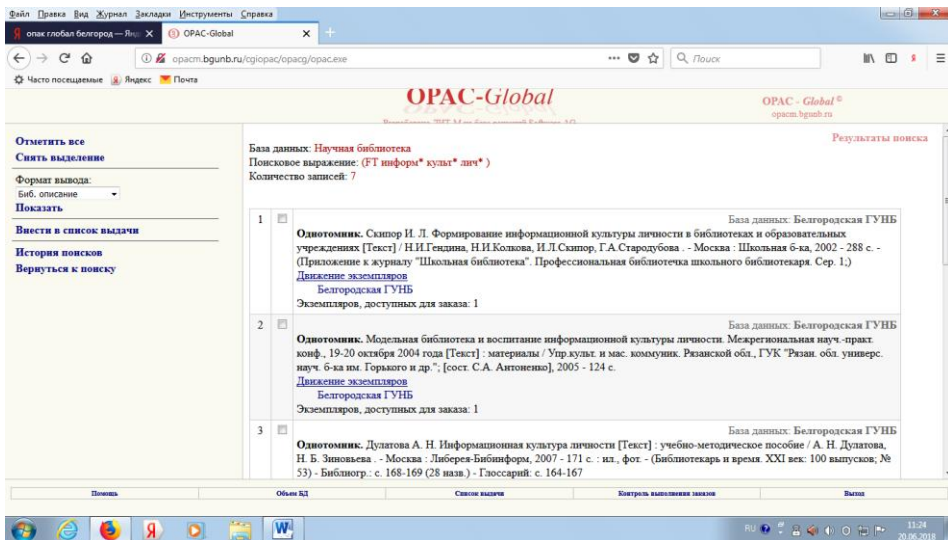 Файл Правка Вид Журнал Закладки Инструменты Справка
опак глобал белгород — Янд
OPAC-Global
opacm.bgunb.ru/cgiopac/opacg/opac.exe
Поиск
Часто посещаемые Яндекс Почта
OPAC-Global
OPAC - Global ©
opacm.bgunb.ru
Результаты поиска
Отметить все
Снять выделение
Формат вывода:
Биб. описание
Показать
Внести в список выдачи
История поисков
Вернуться к поиску
База данных: Научная библиотека
Поисковое выражение: (FT информ* культ* лич* )
Количество записей: 7
1
База данных: Белгородская ГУНБ
Однотомник. Скипор И. Л. Формирование информационной культуры личности в библиотеках и образовательных
учреждениях [Текст] / Н.И.Гендина, Н.И.Колкова, И.Л.Скипор, Г.А.Стародубова . - Москва : Школьная б-ка, 2002 - 288 с. -
(Приложение к журналу "Школьная библиотека". Профессиональная библиотечка школьного библиотекаря. Сер. 1;)
Движение экземпляров
Белгородская ГУНБ
Экземпляров, доступных для заказа: 1
2
База данных: Белгородская ГУНБ
Однотомник. Модельная библиотека и воспитание информационной культуры личности. Межрегиональная науч.-практ.
конф., 19-20 октября 2004 года [Текст] : материалы / Упр.культ. и мас. коммуник. Рязанской обл., ГУК "Рязан. обл. универс.
науч. б-ка им. Горького и др."; [сост. С.А. Антоненко], 2005 - 124 с.
Движение экземпляров
Белгородская ГУНБ
Экземпляров, доступных для заказа: 1
3
База данных: Белгородская ГУНБ
Однотомник. Дулатова А. Н. Информационная культура личности [Текст] : учебно-методическое пособие / А. Н. Дулатова,
Н. Б. Зиновьева . - Москва : Либерея-Бибинформ, 2007 - 171 с. : ил., фот. - (Библиотекарь и время. XXI век: 100 выпусков; №
53) - Библиогр.: с. 168-169 (28 назв.) - Глоссарий: с. 164-167
Помощь Объем БД Список выдачи Контроль выполнения заказов Выход
RU
11:24
20.06.2018